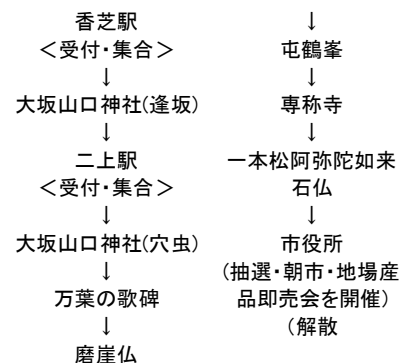 香芝駅
＜受付・集合＞
↓
大坂山口神社(逢坂)
↓
二上駅
＜受付・集合＞
↓
大坂山口神社(穴虫)
↓
万葉の歌碑
↓
磨崖仏
↓
屯鶴峯
↓
専称寺
↓
一本松阿弥陀如来
石仏
↓
市役所
(抽選・朝市・地場産
品即売会を開催)
(解散